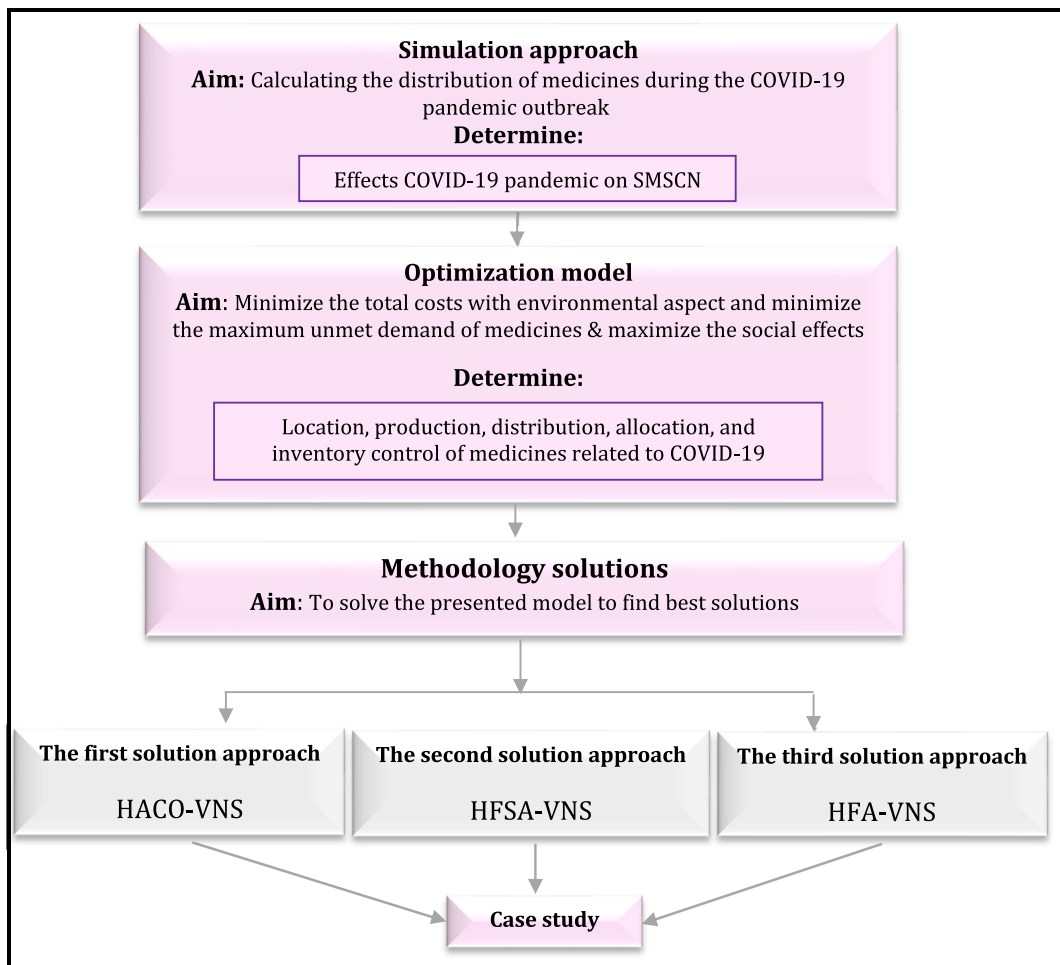 Simulation approach
Aim: Calculating the distribution of medicines during the COVID-19
pandemic outbreak
Determine:
Effects COVID-19 pandemic on SMSCN
Optimization model
Aim: Minimize the total costs with environmental aspect and minimize
the maximum unmet demand of medicines & maximize the social effects
Determine:
Location, production, distribution, allocation, and
inventory control of medicines related to COVID-19
Methodology solutions
Aim: To solve the presented model to find best solutions
The first solution approach
HACO-VNS
The second solution approach
HFSA-VNS
The third solution approach
HFA-VNS
Case study